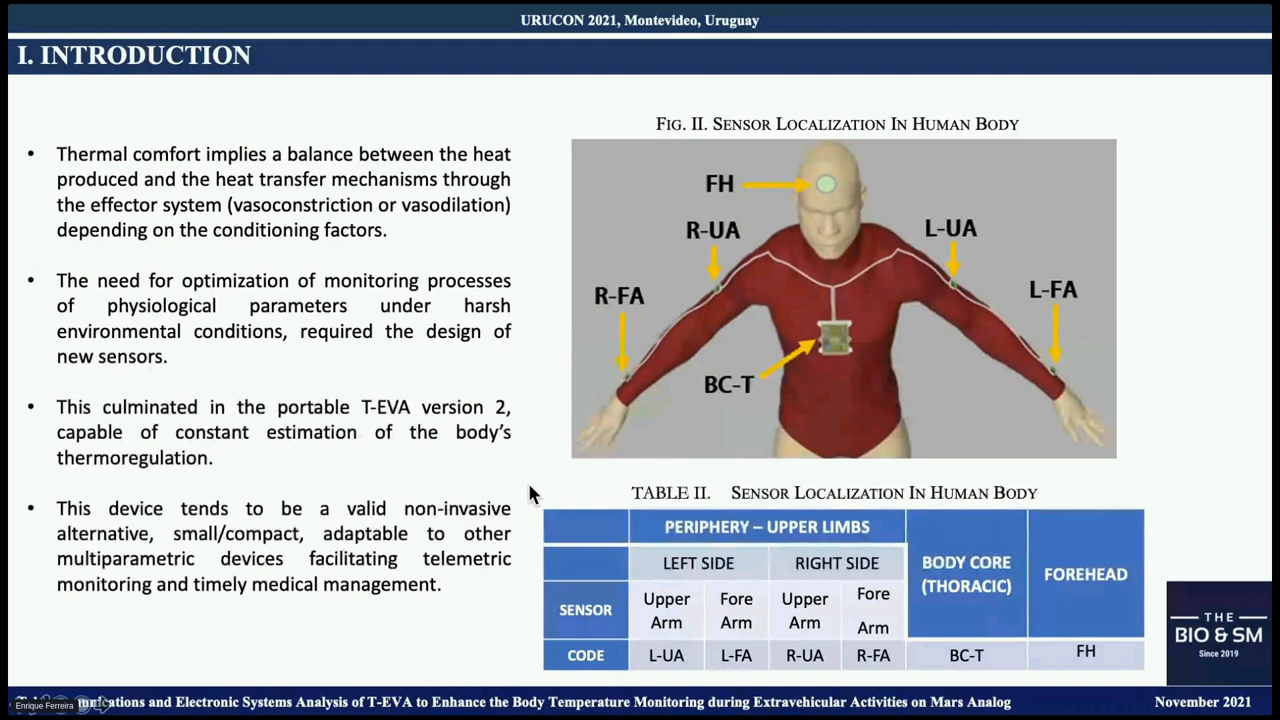 URUCON 2021, Montevideo, Uruguay
I. INTRODUCTION
• Thermal comfort implies a balance between the heat
produced and the heat transfer mechanisms through
the effector system (vasoconstriction or vasodilation)
depending on the conditioning factors.
• The need for optimization of monitoring processes
of physiological parameters under harsh
environmental conditions, required the design of
new sensors.
• This culminated in the portable T-EVA version 2,
capable of constant estimation of the body's
thermoregulation.
• This device tends to be a valid non-invasive
alternative, small/compact, adaptable to other
multiparametric devices facilitating telemetric
monitoring and timely medical management.
FIG. II. SENSOR LOCALIZATION IN HUMAN BODY
FH
R-UA
L-UA
R-FA
L-FA
BC-T
TABLE II. SENSOR LOCALIZATION IN HUMAN BODY
PERIPHERY – UPPER LIMBS
BODY CORE
(THORACIC)
FOREHEAD
LEFT SIDE RIGHT SIDE
SENSOR
Upper
Arm
Fore
Arm
Upper
Arm
Fore
Arm
CODE L-UA L-FA R-UA R-FA BC-T FH
THE
BIO & SM
Since 2019
and Electronic Systems Analysis of T-EVA to Enhance the Body Temperature Monitoring during Extravehicular Activities on Mars Analog
November 2021
Enrique Ferreira